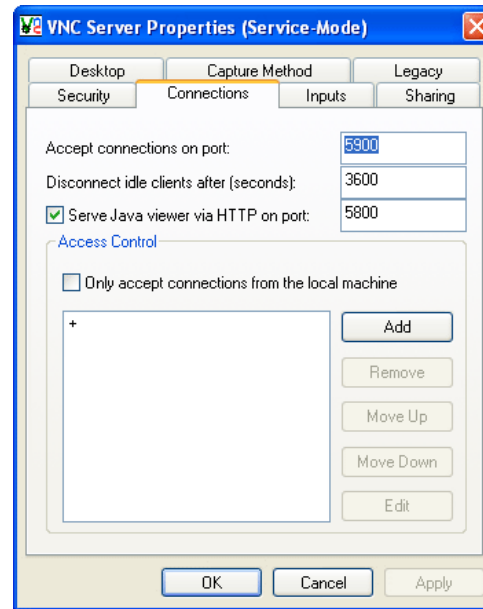 VNC Server Properties (Service-Mode)
Desktop Capture Method Legacy
Security Connections Inputs Sharing
Accept connections on port: 5900
Disconnect idle clients after (seconds): 3600
Serve Java viewer via HTTP on port: 5800
Access Control
Only accept connections from the local machine
+ Add
Remove
Move Up
Move Down
Edit
OK Cancel Apply